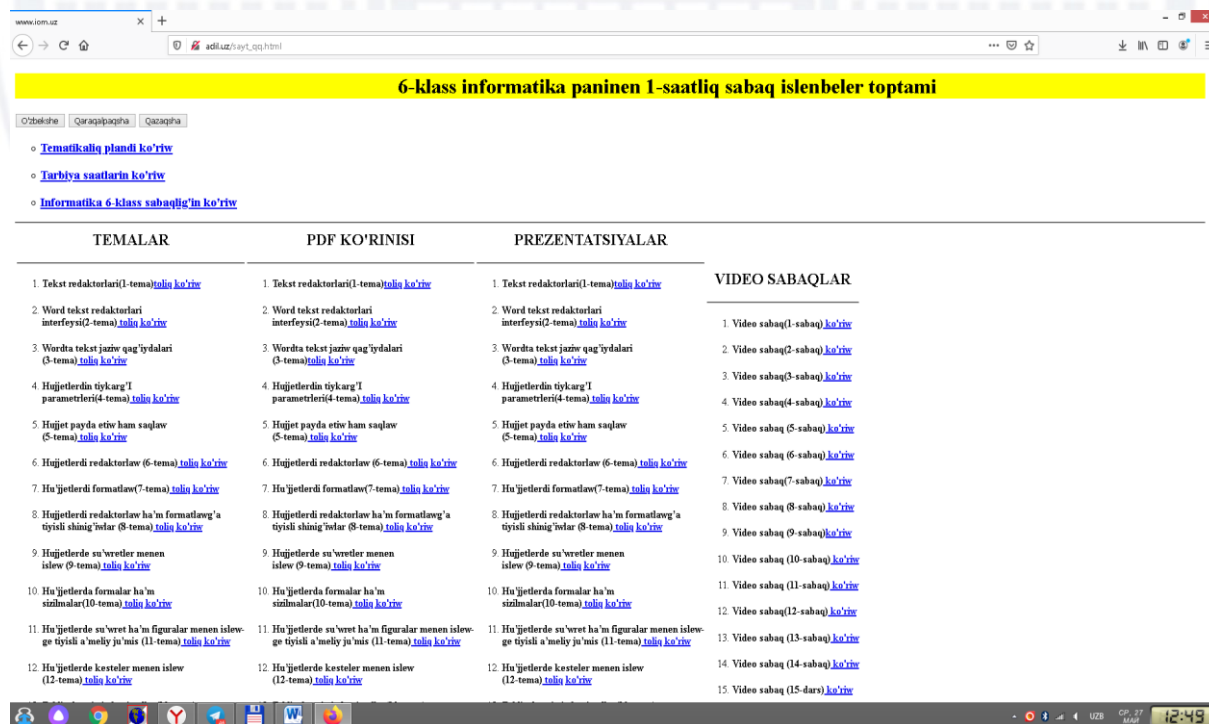 www.iom.uz
adil.uz/sayt_qq.html
6-klass informatika paninen 1-saatliq sabaq islenbeler toptami
O'zbekshe Qaraqalpaqsha Qazaqsha
Tematikaliq plandi ko'riw
Tarbiya saatlarin ko'riw
Informatika 6-klass sabaqlig'in ko'riw
TEMALAR
1. Tekst redaktorlari(1-tema)toliq ko'riw
2. Word tekst redaktorlari
interfeysi(2-tema) toliq ko'riw
3. Wordta tekst jaziw qag'iydalari
(3-tema) toliq ko'riw
4. Hujjetlerdin tiykarg'I
parametrleri(4-tema) toliq ko'riw
5. Hujjet payda etiw ham saqlaw
(5-tema) toliq ko'riw
6. Hujjetlerdi redaktorlaw (6-tema) toliq ko'riw
7. Hu'jjetlerdi formatlaw(7-tema) toliq ko'riw
8. Hujjetlerdi redaktorlaw ha'm formatlawg'a
tiyisli shinig'iwlar (8-tema) toliq ko'riw
9. Hujjetlerde su'wretler menen
islew (9-tema) toliq ko'riw
10. Hu'jjetlerda formalar ha'm
sizilmalar(10-tema) toliq ko'riw
11. Hu'jjetlerde su'wret ha'm figuralar menen islew-
ge tiyisli a'meliy ju'mis (11-tema) toliq ko'riw
12. Hu'jjetlerde kesteler menen islew
(12-tema) toliq ko'riw
PDF KO'RINISI
1. Tekst redaktorlari(1-tema)toliq ko'riw
2. Word tekst redaktorlari
interfeysi(2-tema) toliq ko'riw
3. Wordta tekst jaziw qag'iydalari
(3-tema)toliq ko'riw
4. Hujjetlerdin tiykarg'I
parametrleri(4-tema) toliq ko'riw
5. Hujjet payda etiw ham saqlaw
(5-tema) toliq ko'riw
6. Hujjetlerdi redaktorlaw (6-tema) toliq ko'riw
7. Hu'jjetlerdi formatlaw(7-tema) toliq ko'riw
8. Hujjetlerdi redaktorlaw ha'm formatlawg'a
tiyisli shinig'iwlar (8-tema) toliq ko'riw
9. Hujjetlerde su'wretler menen
islew (9-tema) toliq ko'riw
10. Hu'jjetlerda formalar ha'm
sizilmalar(10-tema) toliq ko'riw
11. Hu'jjetlerde su'wret ha'm figuralar menen islew-
ge tiyisli a'meliy ju'mis (11-tema) toliq ko'riw
12. Hu'jjetlerde kesteler menen islew
(12-tema) toliq ko'riw
PREZENTATSIYALAR
1. Tekst redaktorlari(1-tema)toliq ko'riw
2. Word tekst redaktorlari
interfeysi(2-tema) toliq ko'riw
3. Wordta tekst jaziw qag'iydalari
(3-tema) toliq ko'riw
4. Hujjetlerdin tiykarg'I
parametrleri(4-tema) toliq ko'riw
5. Hujjet payda etiw ham saqlaw
(5-tema) toliq ko'riw
6. Hujjetlerdi redaktorlaw (6-tema) toliq ko'riw
7. Hu'jjetlerdi formatlaw(7-tema) toliq ko'riw
8. Hujjetlerdi redaktorlaw ha'm formatlawg'a
tiyisli shinig'iwlar (8-tema) toliq ko'riw
9. Hujjetlerde su'wretler menen
islew (9-tema) toliq ko'riw
10. Hu'jjetlerda formalar ha'm
sizilmalar(10-tema) toliq ko'riw
11. Hu'jjetlerde su'wret ha'm figuralar menen islew-
ge tiyisli a'meliy ju'mis (11-tema) toliq ko'riw
12. Hu'jjetlerde kesteler menen islew
(12-tema) toliq ko'riw
VIDEO SABAQLAR
1. Video sabaq(1-sabaq) ko'riw
2. Video sabaq(2-sabaq) ko'riw
3. Video sabaq(3-sabaq) ko'riw
4. Video sabaq(4-sabaq) ko'riw
5. Video sabaq (5-sabaq) ko'riw
6. Video sabaq (6-sabaq) ko'riw
7. Video sabaq(7-sabaq) ko'riw
8. Video sabaq (8-sabaq) ko'riw
9. Video sabaq (9-sabaq)ko'riw
10. Video sabaq (10-sabaq) ko'riw
11. Video sabaq (11-sabaq) ko'riw
12. Video sabaq(12-sabaq) ko'riw
13. Video sabaq (13-sabaq) ko'riw
14. Video sabaq (14-sabaq) ko'riw
15. Video sabaq (15-dars) ko'riw
UZB
СР, 27
МАЙ
12:49